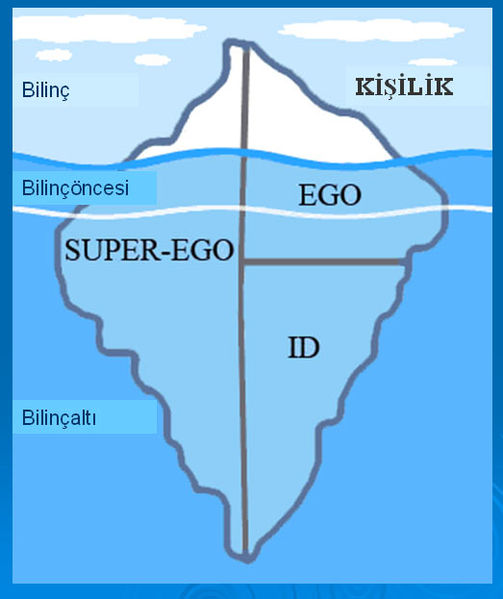 Bilinç
KİŞİLİK
Bilinçöncesi
EGO
SUPER-EGO
ID
Bilinçaltı